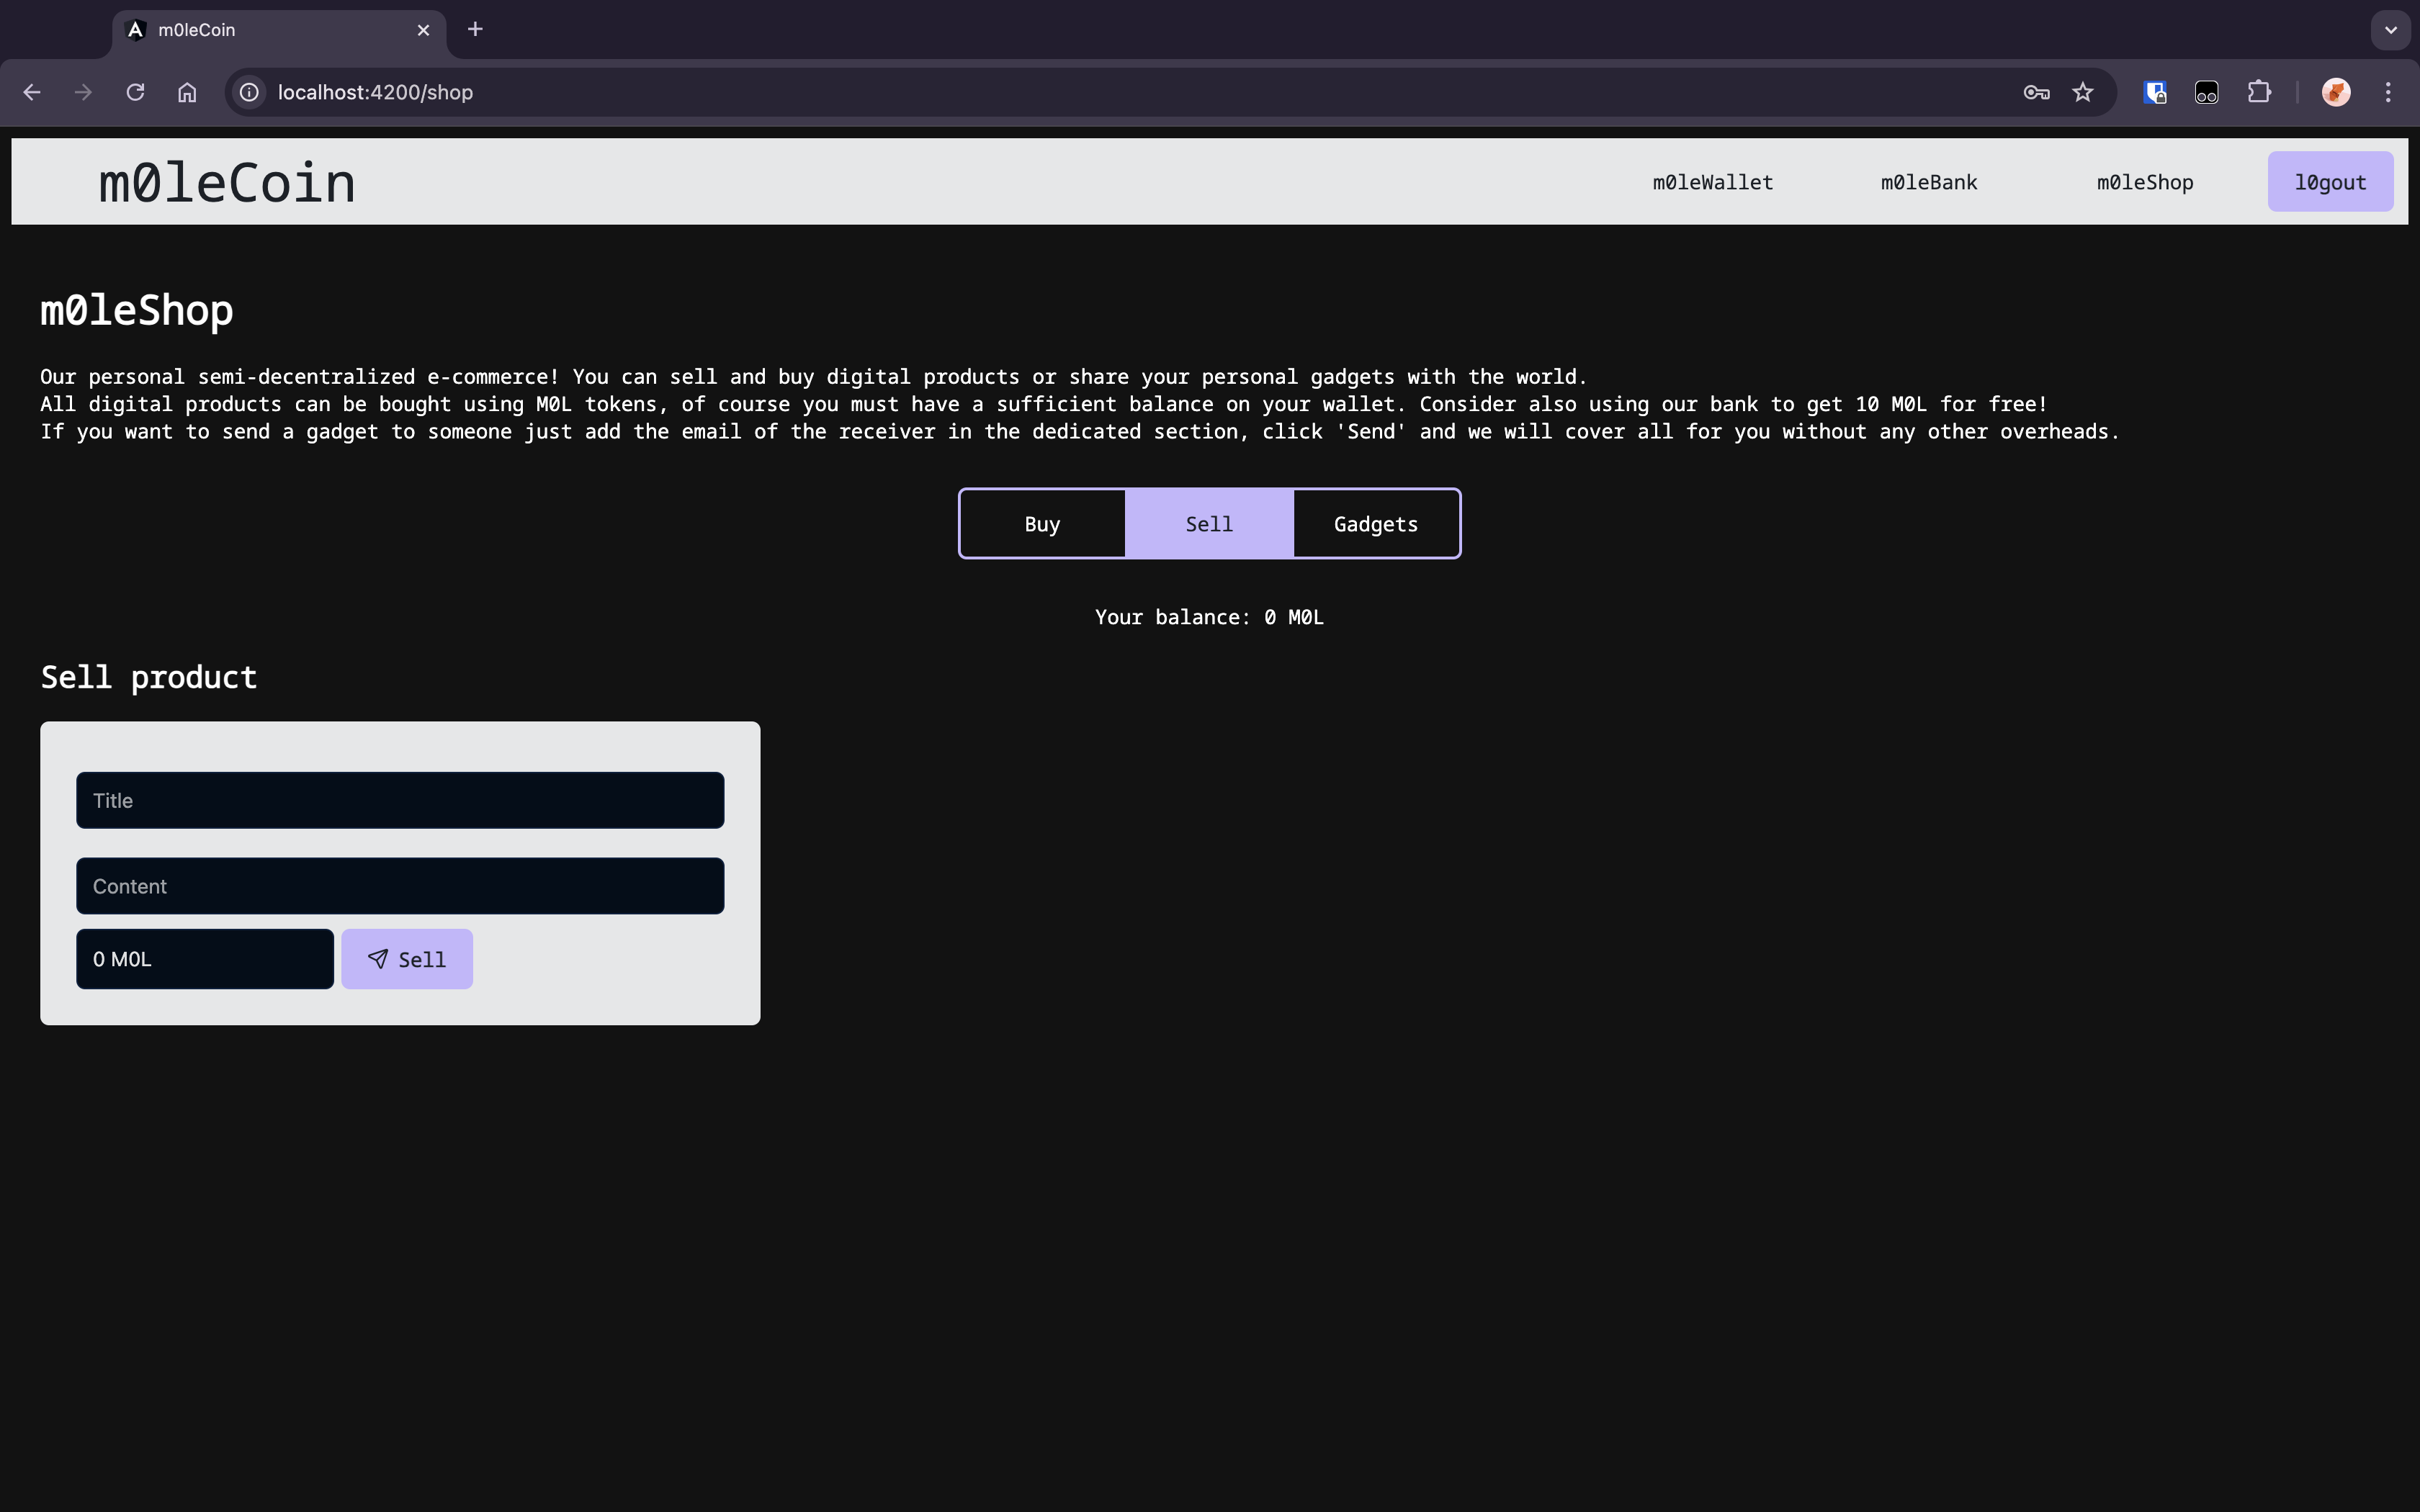 m0leCoin
localhost:4200/shop
m0leCoin
m0leWallet
m0leBank
m0leShop
l0gout
m0leShop
Our personal semi-decentralized e-commerce! You can sell and buy digital products or share your personal gadgets with the world.
All digital products can be bought using M0L tokens, of course you must have a sufficient balance on your wallet. Consider also using our bank to get 10 M0L for free!
If you want to send a gadget to someone just add the email of the receiver in the dedicated section, click 'Send' and we will cover all for you without any other overheads.
Buy
Sell
Gadgets
Your balance: 0 M0L
Sell product
Title
Content
0 M0L
Sell